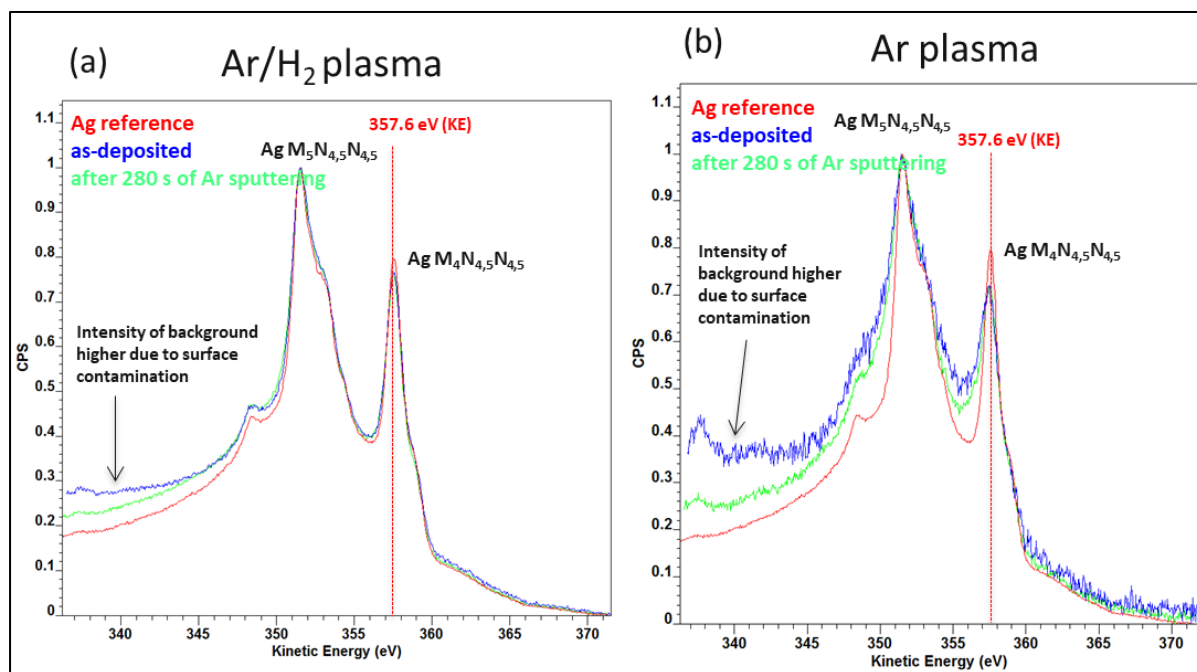 (a)
Ar/H2 plasma
Ag reference
as-deposited
after 280 s of Ar sputtering
357.6 eV (KE)
Ag M5N4,5N4,5
Ag M4N4,5N4,5
Intensity of background
higher due to surface
contamination
CPS
1.1
1
0.9
0.8
0.7
0.6
0.5
0.4
0.3
0.2
0.1
0
340
345
350
355
360
365
370
Kinetic Energy (eV)
(b)
Ar plasma
Ag reference
as-deposited
after 280 s of Ar sputtering
Ag M5N4,5N4,5
357.6 eV (KE)
Ag M4N4,5N4,5
Intensity of
background higher
due to surface
contamination
CPS
1.1
1
0.9
0.8
0.7
0.6
0.5
0.4
0.3
0.2
0.1
0
340
345
350
355
360
365
370
Kinetic Energy (eV)